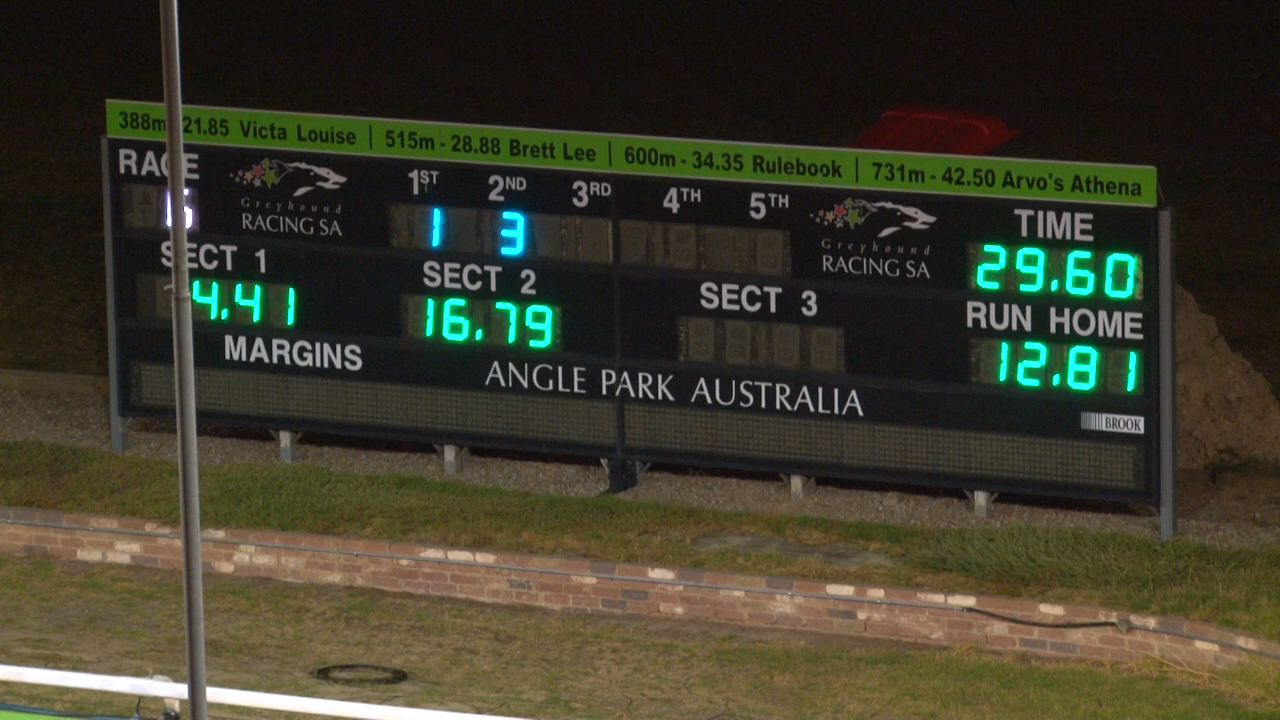 388m 21.85 Victa Louise | 515m - 28.88 Brett Lee | 600m - 34.35 Rulebook | 731m - 42.50 Arvo's Athena
RACE
Greyhound
RACING SA
1ST 2ND 3RD 4TH 5TH
1 3
Greyhound
RACING SA
TIME
29.60
SECT 1
4.41
SECT 2
16.79
SECT 3
RUN HOME
12.81
MARGINS
ANGLE PARK AUSTRALIA
BROOK